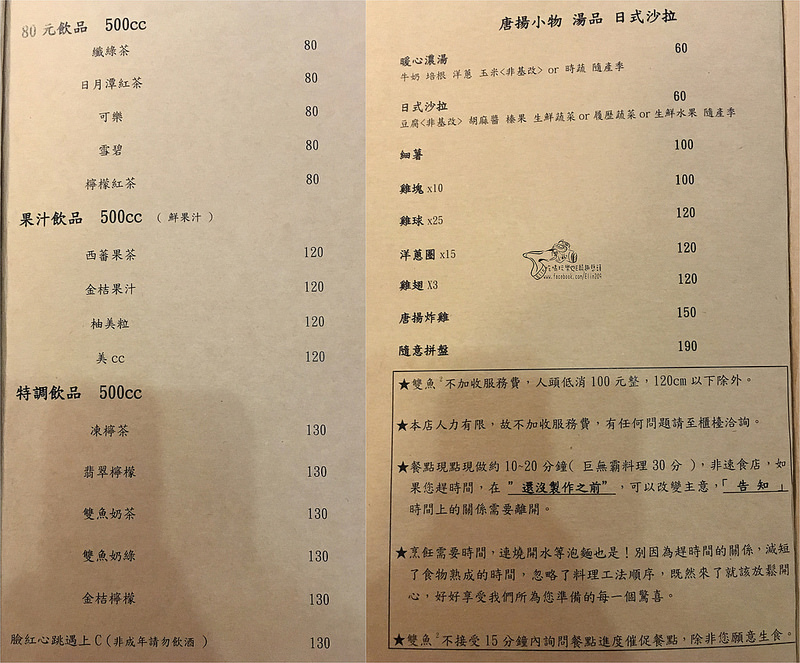 80 元飲品 500cc
纖綠茶 80
日月潭紅茶 80
可樂 80
雪碧 80
檸檬紅茶 80
果汁飲品 500cc （ 鮮果汁 ）
西蕃果茶 120
金桔果汁 120
柚美粒 120
美 cc 120
特調飲品 500cc
凍檸茶 130
翡翠檸檬 130
雙魚奶茶 130
雙魚奶綠 130
金桔檸檬 130
臉紅心跳遇上 C ( 非成年請勿飲酒 ) 130
唐揚小物 湯品 日式沙拉
暖心濃湯 60
牛奶 培根 洋蔥 玉米<非基改> or 時蔬 隨產季
日式沙拉 60
豆腐<非基改> 胡麻醬 榛果 生鮮蔬菜 or 履歷蔬菜 or 生鮮水果 隨產季
細薯 100
雞塊 x10 100
雞球 x25 120
洋蔥圈 x15 120
雞翅 X3 120
唐揚炸雞 150
隨意拼盤 190
★雙魚²不加收服務費，人頭低消 100 元整，120cm 以下除外。
★本店人力有限，故不加收服務費，有任何問題請至櫃檯洽詢。
★餐點現點現做約 10~20 分鐘( 巨無霸料理 30 分 )，非速食店，如
果您趕時間，在 ” 還沒製作之前” ，可以改變主意，「 告 知 」
時間上的關係需要離開。
★烹飪需要時間，連燒開水等泡麵也是！別因為趕時間的關係，減短
了食物熟成的時間，忽略了料理工法順序，既然來了就該放鬆開
心，好好享受我們所為您準備的每一個驚喜。
★雙魚²不接受 15 分鐘內詢問餐點進度催促餐點，除非您願意生食。